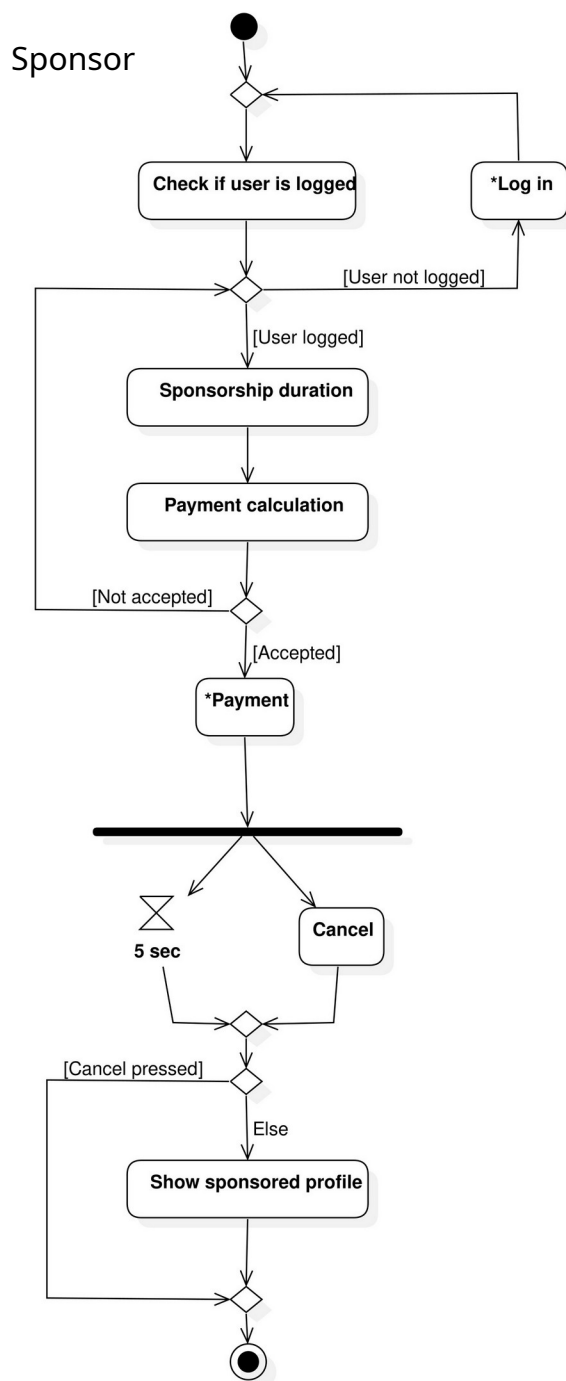 Sponsor
Check if user is logged
*Log in
[User not logged]
[User logged]
Sponsorship duration
Payment calculation
[Not accepted]
[Accepted]
*Payment
Cancel
5 sec
[Cancel pressed]
Else
Show sponsored profile